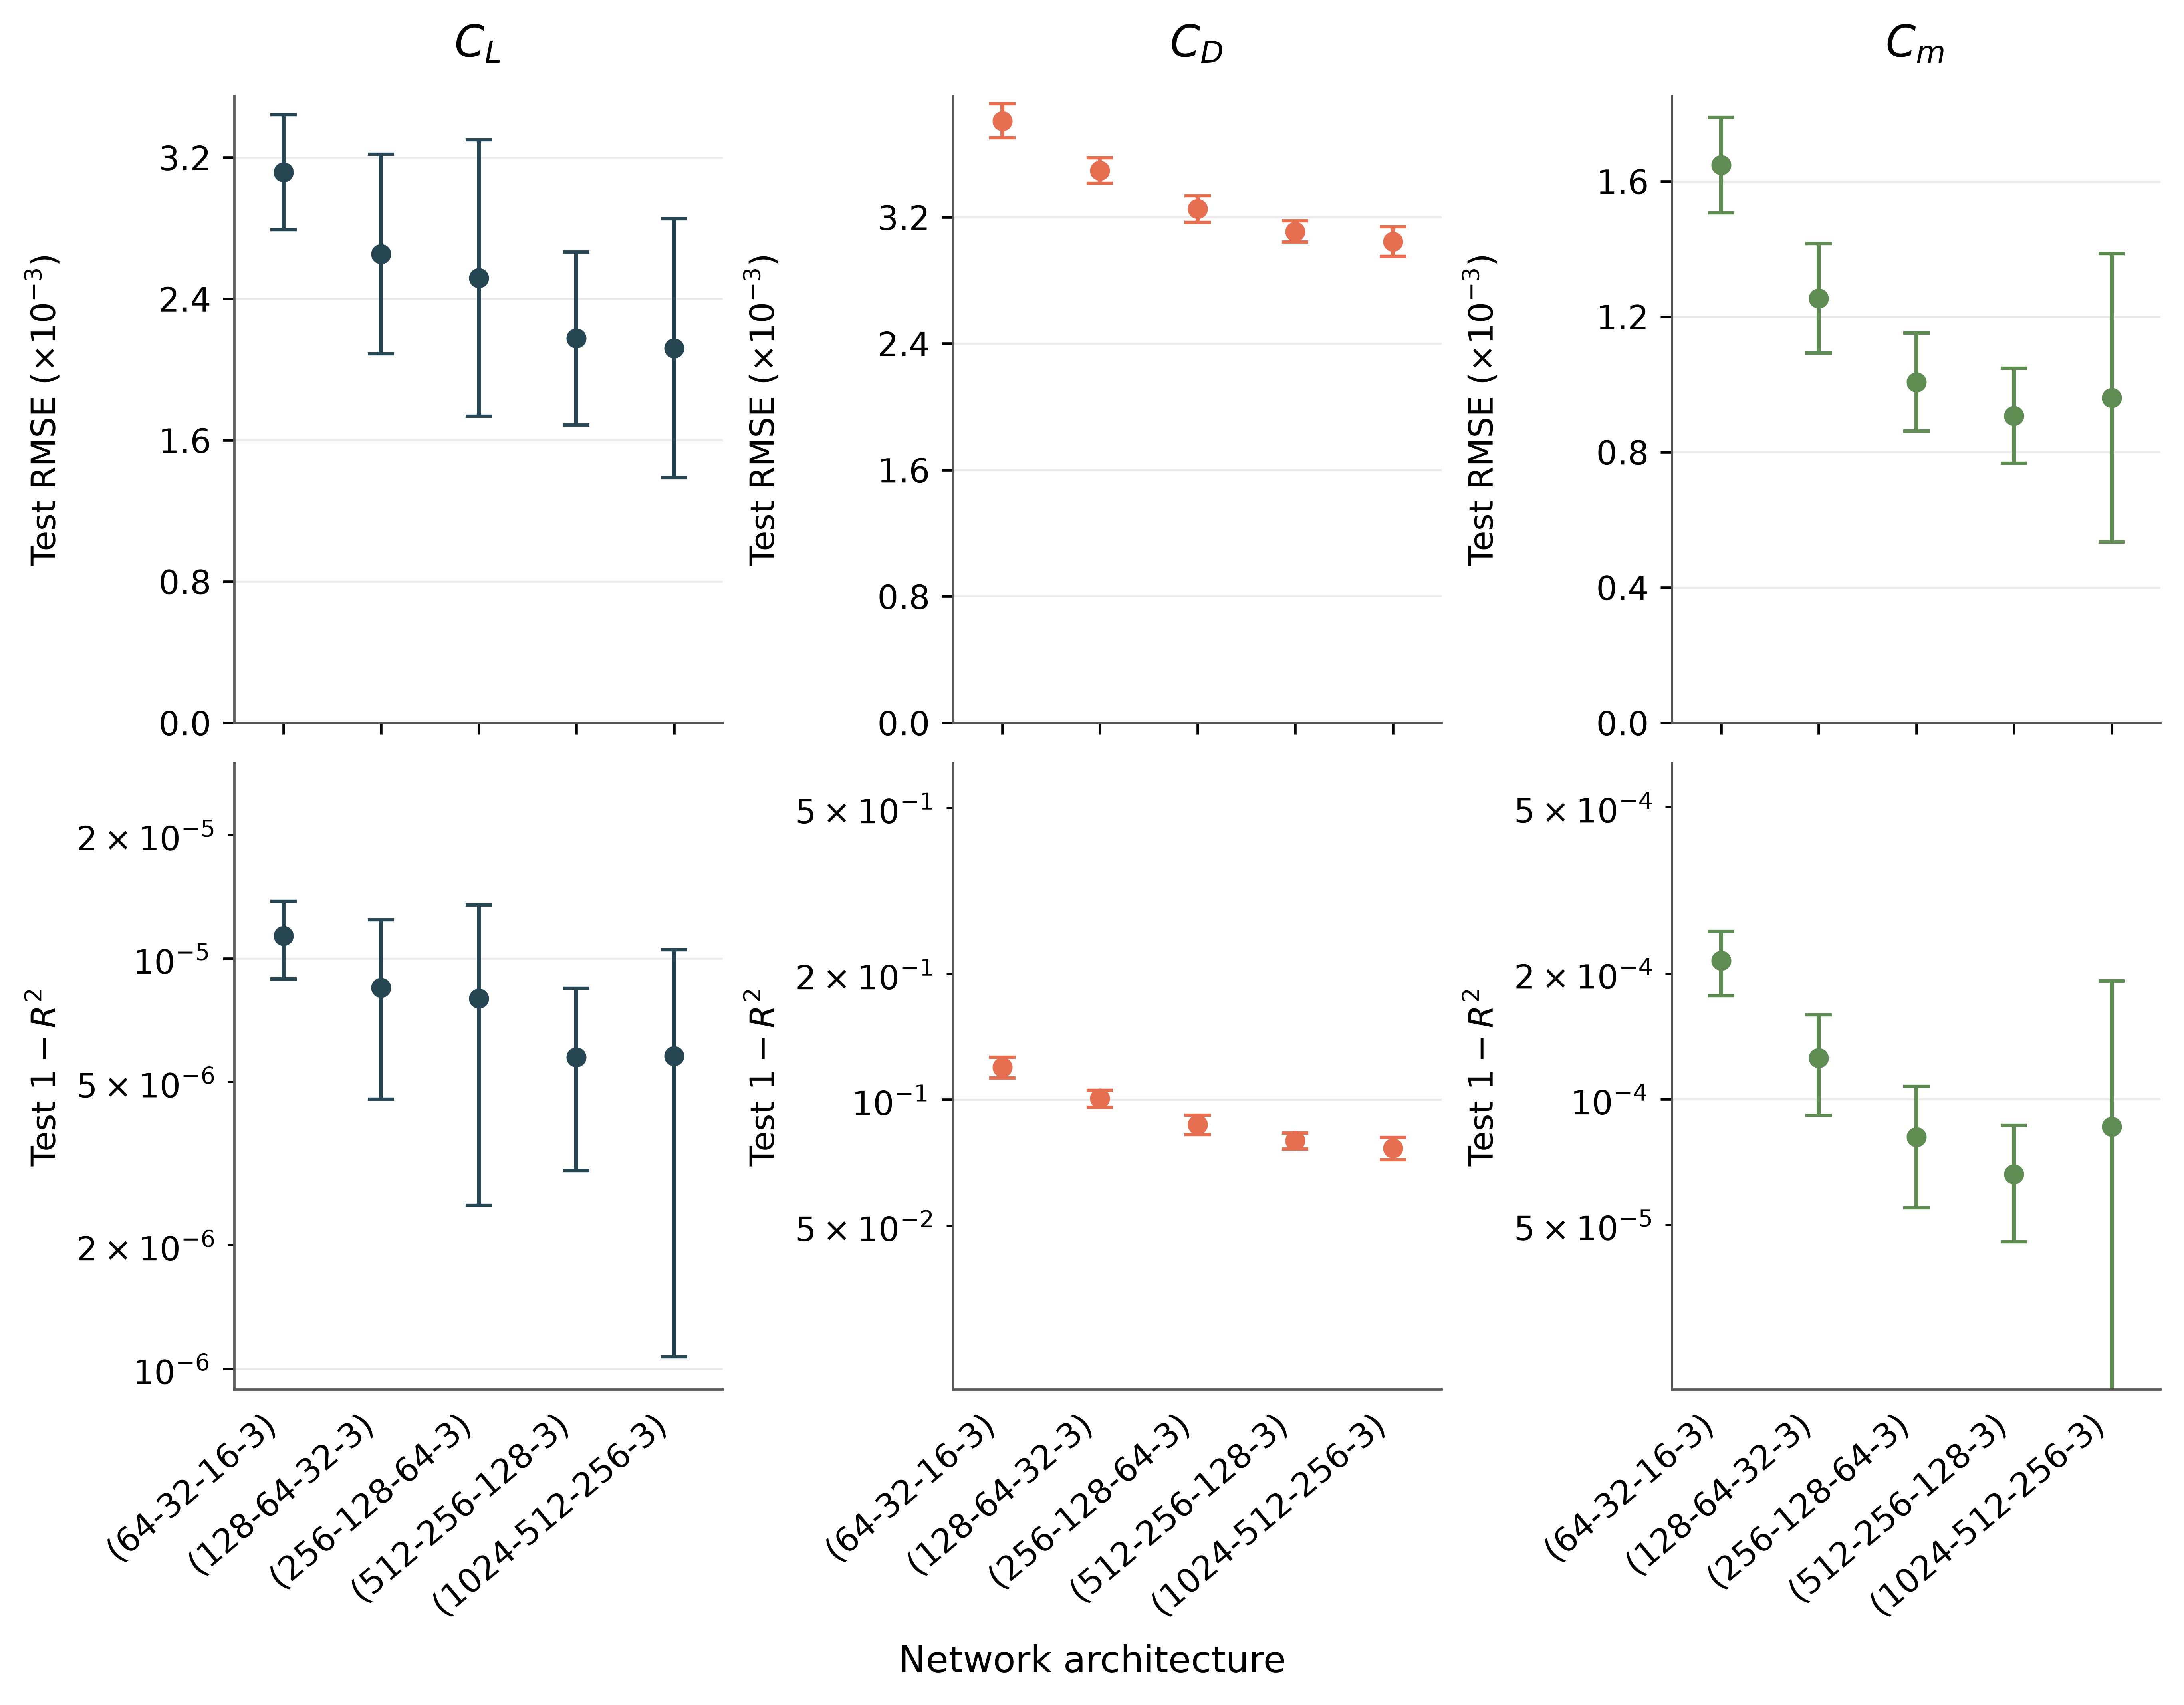 C_L
C_D
C_m
Test RMSE (×10⁻³)
3.2
2.4
1.6
0.8
0.0
Test RMSE (×10⁻³)
3.2
2.4
1.6
0.8
0.0
Test RMSE (×10⁻³)
1.6
1.2
0.8
0.4
0.0
Test 1 − R²
2 × 10⁻⁵
10⁻⁵
5 × 10⁻⁶
2 × 10⁻⁶
10⁻⁶
Test 1 − R²
5 × 10⁻¹
2 × 10⁻¹
10⁻¹
5 × 10⁻²
Test 1 − R²
5 × 10⁻⁴
2 × 10⁻⁴
10⁻⁴
5 × 10⁻⁵
(64-32-16-3)
(128-64-32-3)
(256-128-64-3)
(512-256-128-3)
(1024-512-256-3)
(64-32-16-3)
(128-64-32-3)
(256-128-64-3)
(512-256-128-3)
(1024-512-256-3)
(64-32-16-3)
(128-64-32-3)
(256-128-64-3)
(512-256-128-3)
(1024-512-256-3)
Network architecture